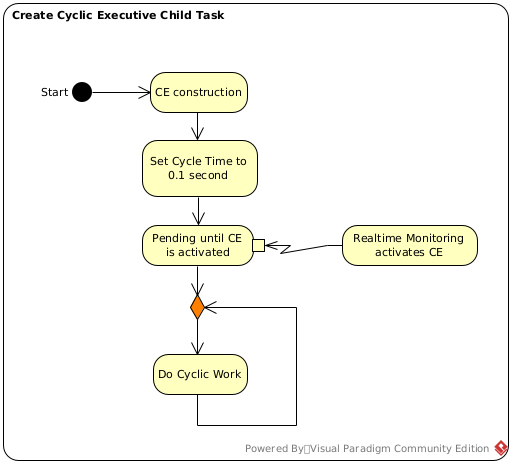 Create Cyclic Executive Child Task
Start
CE construction
Set Cycle Time to
0.1 second
Pending until CE
is activated
Realtime Monitoring
activates CE
Do Cyclic Work
Powered By Visual Paradigm Community Edition